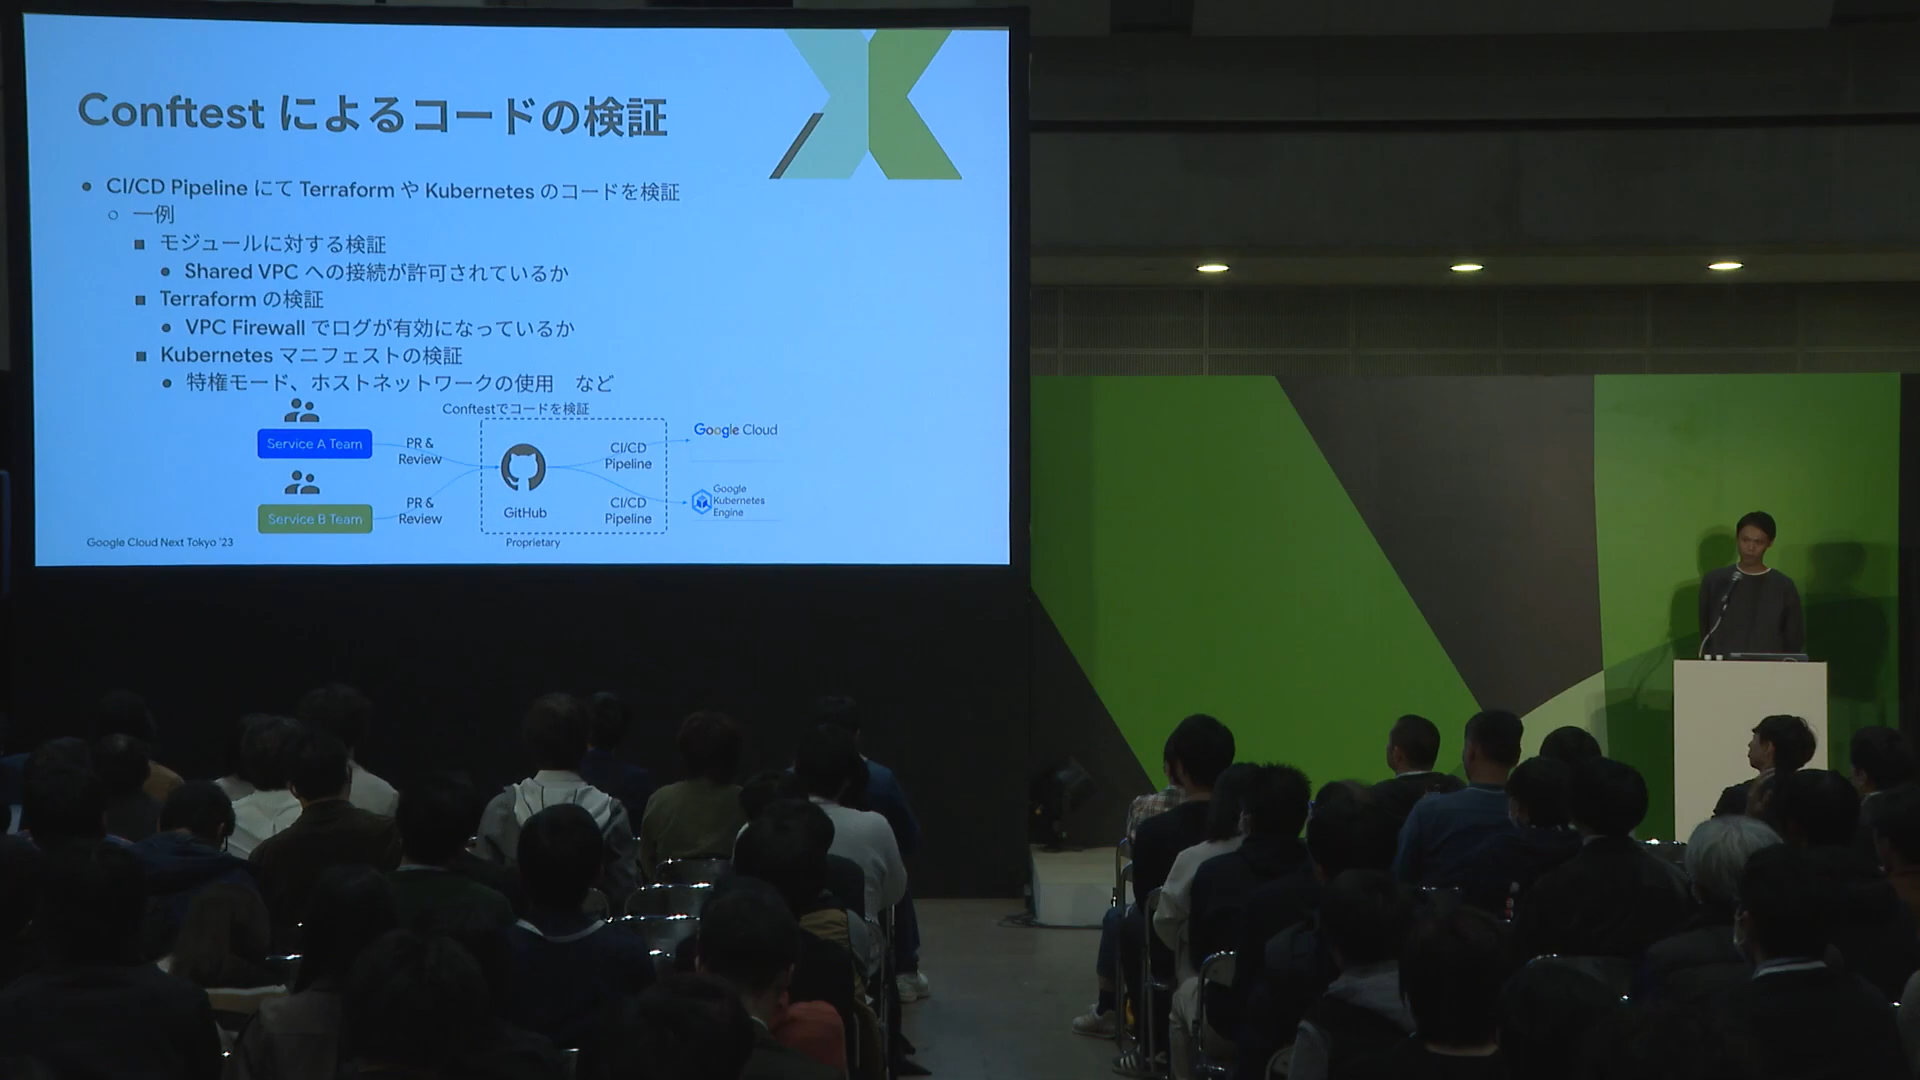 Conftest によるコードの検証
CI/CD Pipeline にて Terraform や Kubernetes のコードを検証
一例
モジュールに対する検証
Shared VPC への接続が許可されているか
Terraform の検証
VPC Firewall でログが有効になっているか
Kubernetes マニフェストの検証
特権モード、ホストネットワークの使用　など
Conftestでコードを検証
Service A Team
PR &
Review
Service B Team
PR &
Review
GitHub
CI/CD
Pipeline
CI/CD
Pipeline
Google Cloud
Google
Kubernetes
Engine
Google Cloud Next Tokyo '23
Proprietary